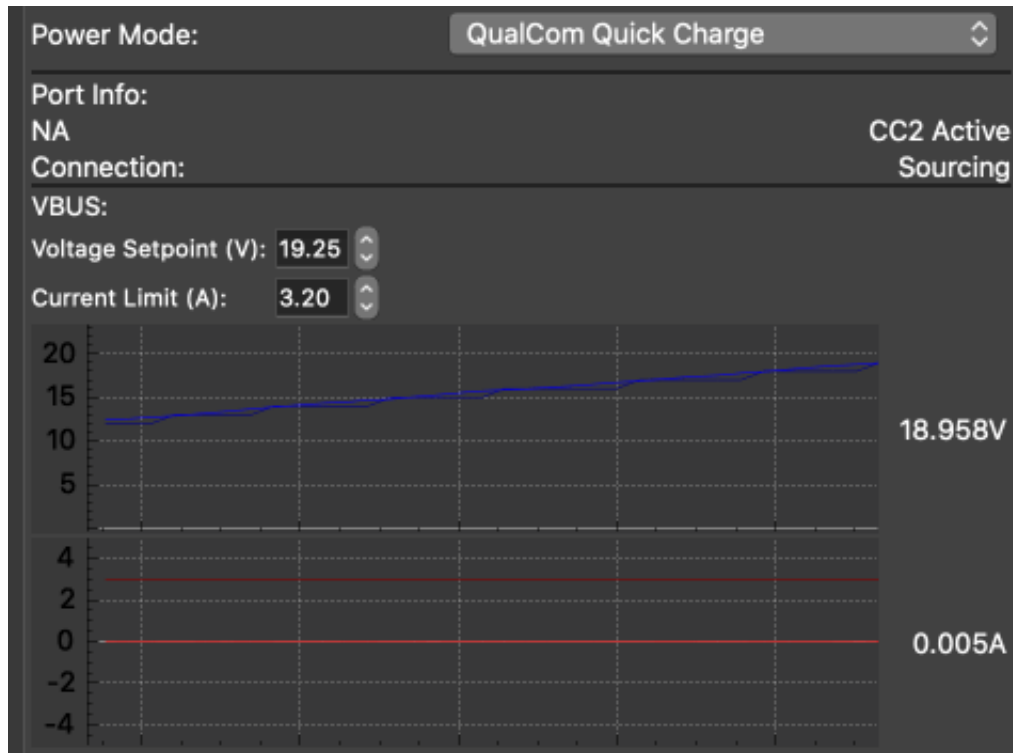 Power Mode: QualCom Quick Charge
Port Info:
NA CC2 Active
Connection: Sourcing
VBUS:
Voltage Setpoint (V): 19.25
Current Limit (A): 3.20
20
15
10
5
18.958V
4
2
0
-2
-4
0.005A